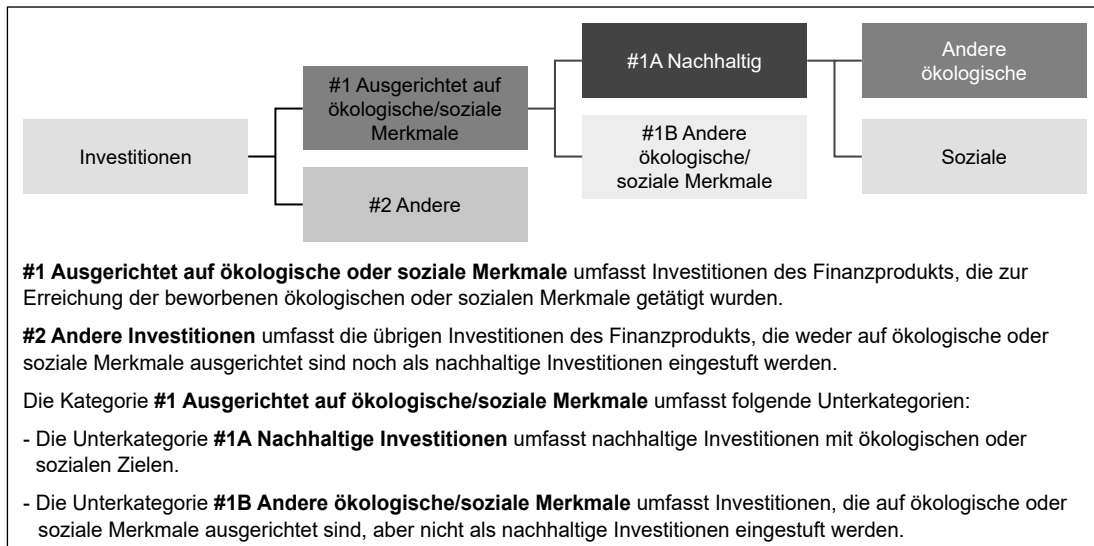 Investitionen
#1 Ausgerichtet auf
ökologische/soziale
Merkmale
#2 Andere
#1A Nachhaltig
#1B Andere
ökologische/
soziale Merkmale
Andere
ökologische
Soziale
#1 Ausgerichtet auf ökologische oder soziale Merkmale umfasst Investitionen des Finanzprodukts, die zur
Erreichung der beworbenen ökologischen oder sozialen Merkmale getätigt wurden.
#2 Andere Investitionen umfasst die übrigen Investitionen des Finanzprodukts, die weder auf ökologische oder
soziale Merkmale ausgerichtet sind noch als nachhaltige Investitionen eingestuft werden.
Die Kategorie #1 Ausgerichtet auf ökologische/soziale Merkmale umfasst folgende Unterkategorien:
- Die Unterkategorie #1A Nachhaltige Investitionen umfasst nachhaltige Investitionen mit ökologischen oder
sozialen Zielen.
- Die Unterkategorie #1B Andere ökologische/soziale Merkmale umfasst Investitionen, die auf ökologische oder
soziale Merkmale ausgerichtet sind, aber nicht als nachhaltige Investitionen eingestuft werden.